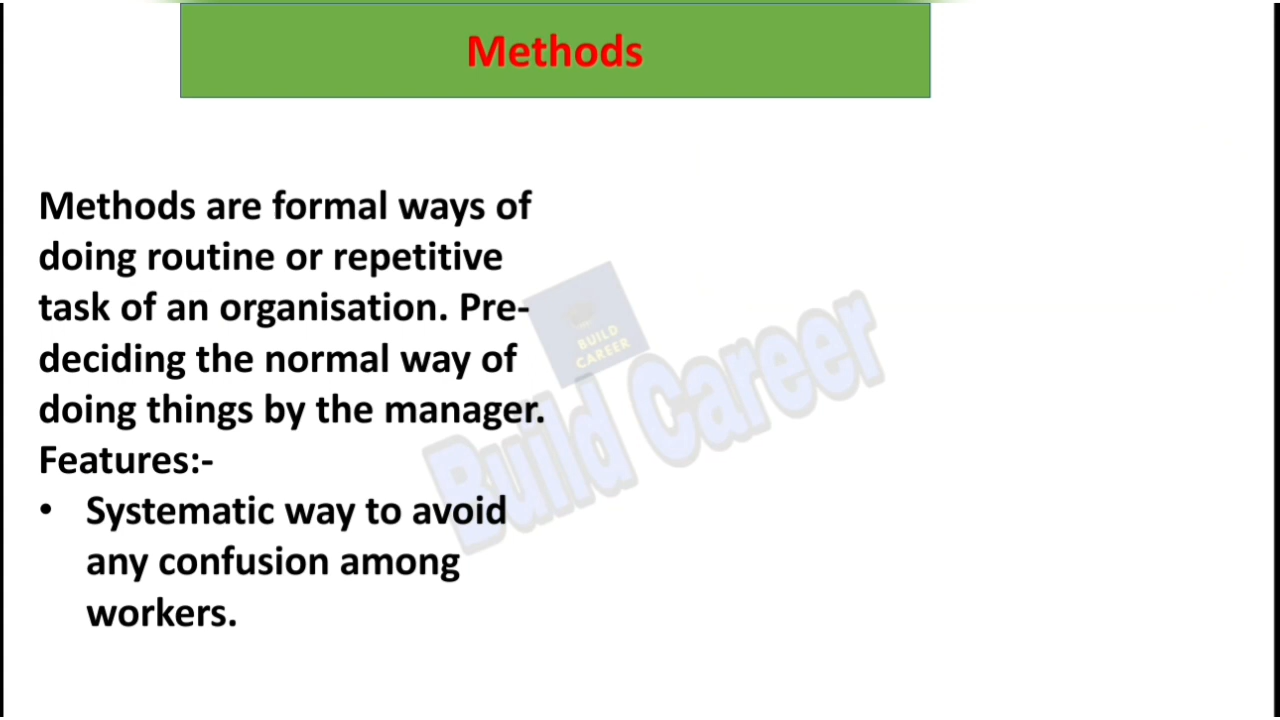 Methods
Methods are formal ways of
doing routine or repetitive
task of an organisation. Pre-
deciding the normal way of
doing things by the manager.
Features:-
• Systematic way to avoid
any confusion among
workers.
BUILD
CAREER
Build Career